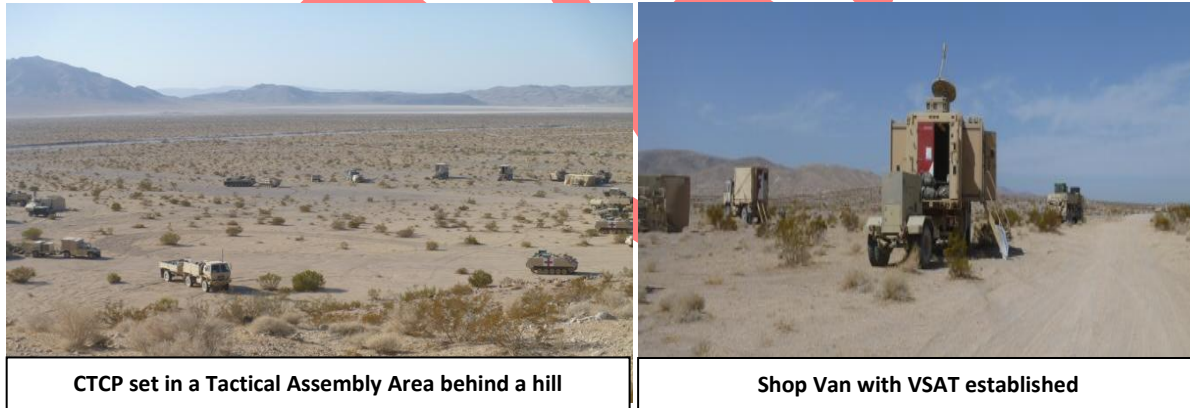 CTCP set in a Tactical Assembly Area behind a hill
Shop Van with VSAT established